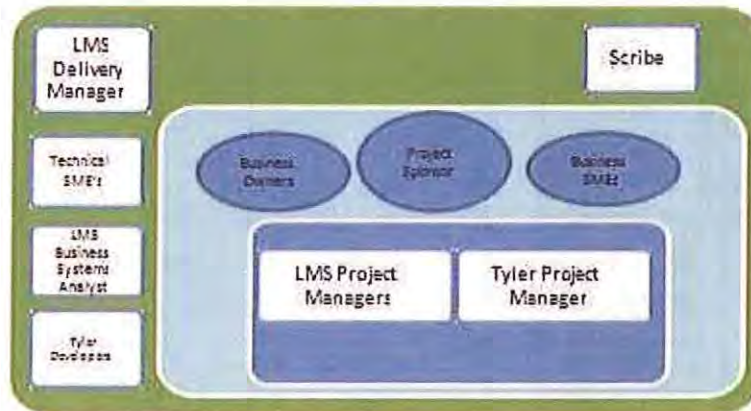 LMS
Delivery
Manager
Scribe
Technical
SME's
Business
Owners
Project
Sponsor
Business
SMEs
LMS
Business
Systems
Analyst
LMS Project
Managers
Tyler Project
Manager
Tyler
Developers